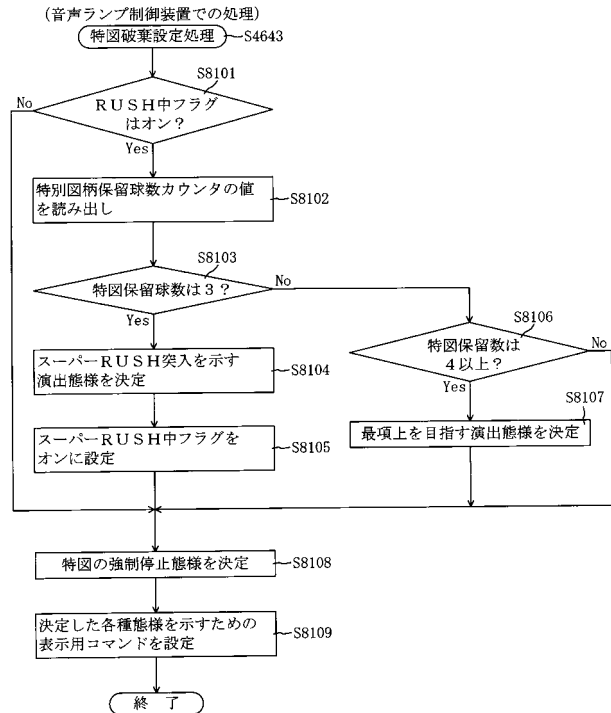 (音声ランプ制御装置での処理)
特図破棄設定処理
S4643
S8101
No
RUSH中フラグ
はオン?
Yes
特別図柄保留球数カウンタの値
を読み出し
S8102
S8103
No
特図保留球数は3?
Yes
S8106
No
特図保留数は
4以上?
Yes
スーパーRUSH突入を示す
演出態様を決定
S8104
S8107
最項上を目指す演出態様を決定
スーパーRUSH中フラグを
オンに設定
S8105
特図の強制停止態様を決定
S8108
決定した各種態様を示すための
表示用コマンドを設定
S8109
終 了